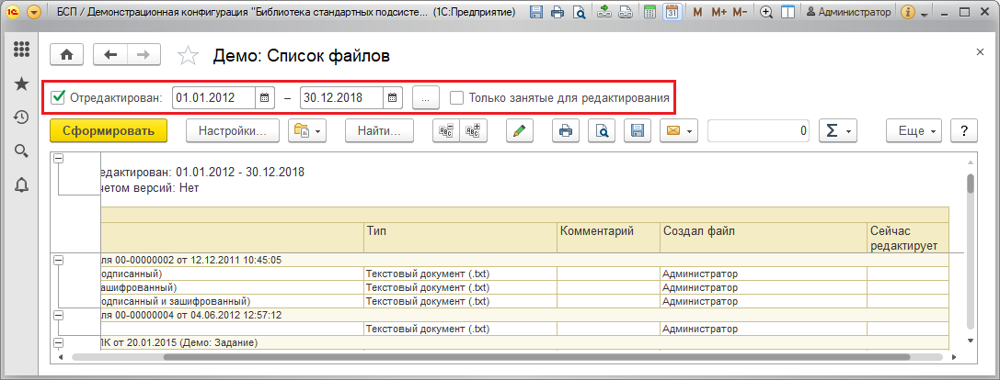 БСП / Демонстрационная конфигурация "Библиотека стандартных подсисте... (1С:Предприятие)
M M+ M- Администратор
Демо: Список файлов
Отредактирован: 01.01.2012 – 30.12.2018 ... Только занятые для редактирования
Сформировать Настройки... Найти... 0 Σ Еще ?
едактирован: 01.01.2012 - 30.12.2018
четом версий: Нет
Тип Комментарий Создал файл Сейчас
редактирует
ля 00-00000002 от 12.12.2011 10:45:05
одписанный) Текстовый документ (.txt) Администратор
ашифрованный) Текстовый документ (.txt) Администратор
одписанный и зашифрованный) Текстовый документ (.txt) Администратор
ля 00-00000004 от 04.06.2012 12:57:12
Текстовый документ (.txt) Администратор
ПК от 20.01.2015 (Демо: Задание)